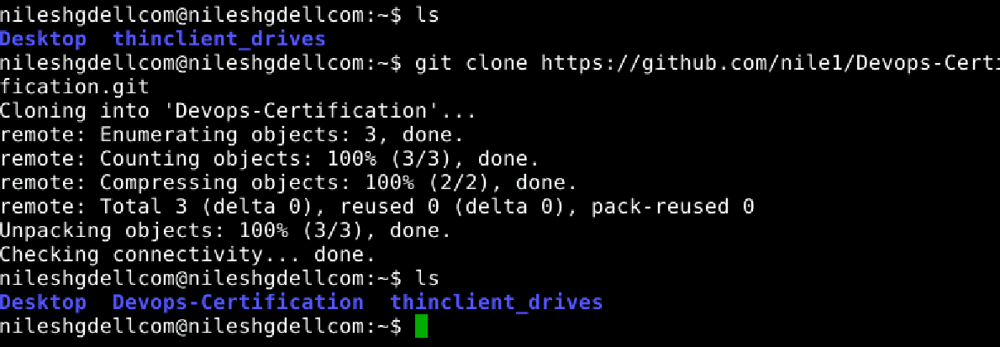 nileshgdellcom@nileshgdellcom:~$ ls
Desktop  thinclient_drives
nileshgdellcom@nileshgdellcom:~$ git clone https://github.com/nile1/Devops-Certi
fication.git
Cloning into 'Devops-Certification'...
remote: Enumerating objects: 3, done.
remote: Counting objects: 100% (3/3), done.
remote: Compressing objects: 100% (2/2), done.
remote: Total 3 (delta 0), reused 0 (delta 0), pack-reused 0
Unpacking objects: 100% (3/3), done.
Checking connectivity... done.
nileshgdellcom@nileshgdellcom:~$ ls
Desktop  Devops-Certification  thinclient_drives
nileshgdellcom@nileshgdellcom:~$